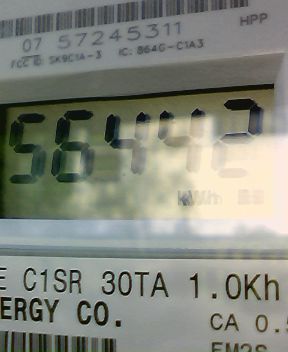 07 57245311 HPP
FCC ID: SK9C1A-3 IC: 864G-C1A3
56442
kWh
E C1SR 30TA 1.0Kh
ERGY CO.
CA 0.5
EM2S